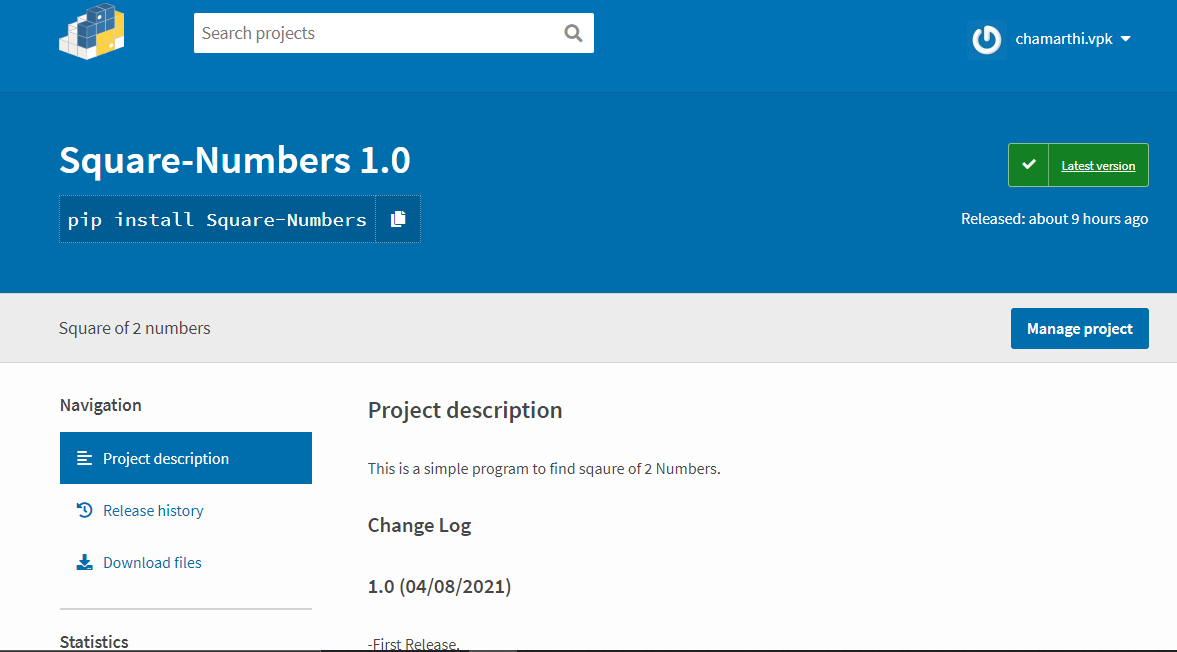 Search projects
chamarthi.vpk
Square-Numbers 1.0
Latest version
pip install Square-Numbers
Released: about 9 hours ago
Square of 2 numbers
Manage project
Navigation
Project description
Release history
Download files
Statistics
Project description
This is a simple program to find sqaure of 2 Numbers.
Change Log
1.0 (04/08/2021)
-First Release.